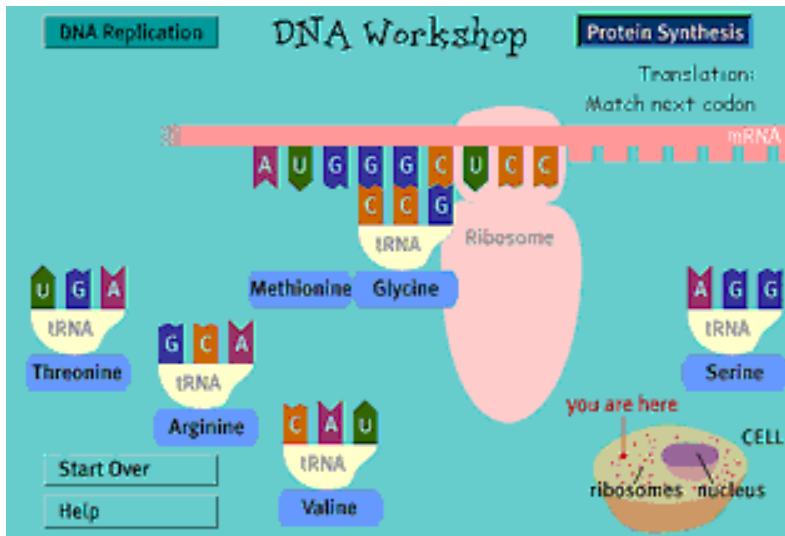 DNA Replication
DNA Workshop
Protein Synthesis
Translation:
Match next codon
mRNA
A U G G G C U C C
C C G
tRNA
Ribosome
Methionine Glycine
U G A
tRNA
Threonine
G C A
tRNA
Arginine
C A U
tRNA
Valine
A G G
tRNA
Serine
you are here
CELL
ribosomes nucleus
Start Over
Help